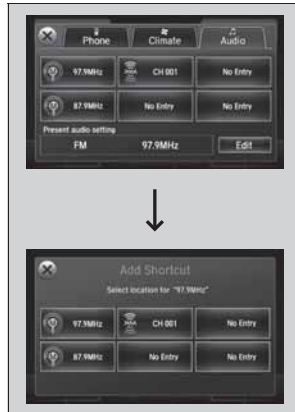 Phone Climate Audio
97.9MHz CH 001 No Entry
87.9MHz No Entry No Entry
Present audio setting
FM 97.9MHz Edit
Add Shortcut
Select location for "97.9MHz"
97.9MHz CH 001 No Entry
87.9MHz No Entry No Entry